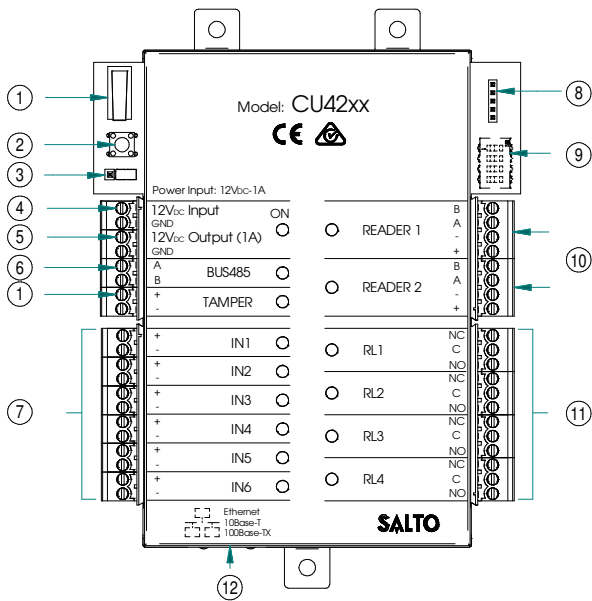 Model: CU42xx
CE
Power Input: 12VDC-1A
12VDC Input
GND
12VDC Output (1A)
GND
ON
A
B
BUS485
+
-
TAMPER
+
-
IN1
+
-
IN2
+
-
IN3
+
-
IN4
+
-
IN5
+
-
IN6
READER 1
B
A
-
+
READER 2
B
A
-
+
RL1
NC
C
NO
RL2
NC
C
NO
RL3
NC
C
NO
RL4
NC
C
NO
Ethernet
10Base-T
100Base-TX
SALTO
1
2
3
4
5
6
1
7
8
9
10
11
12